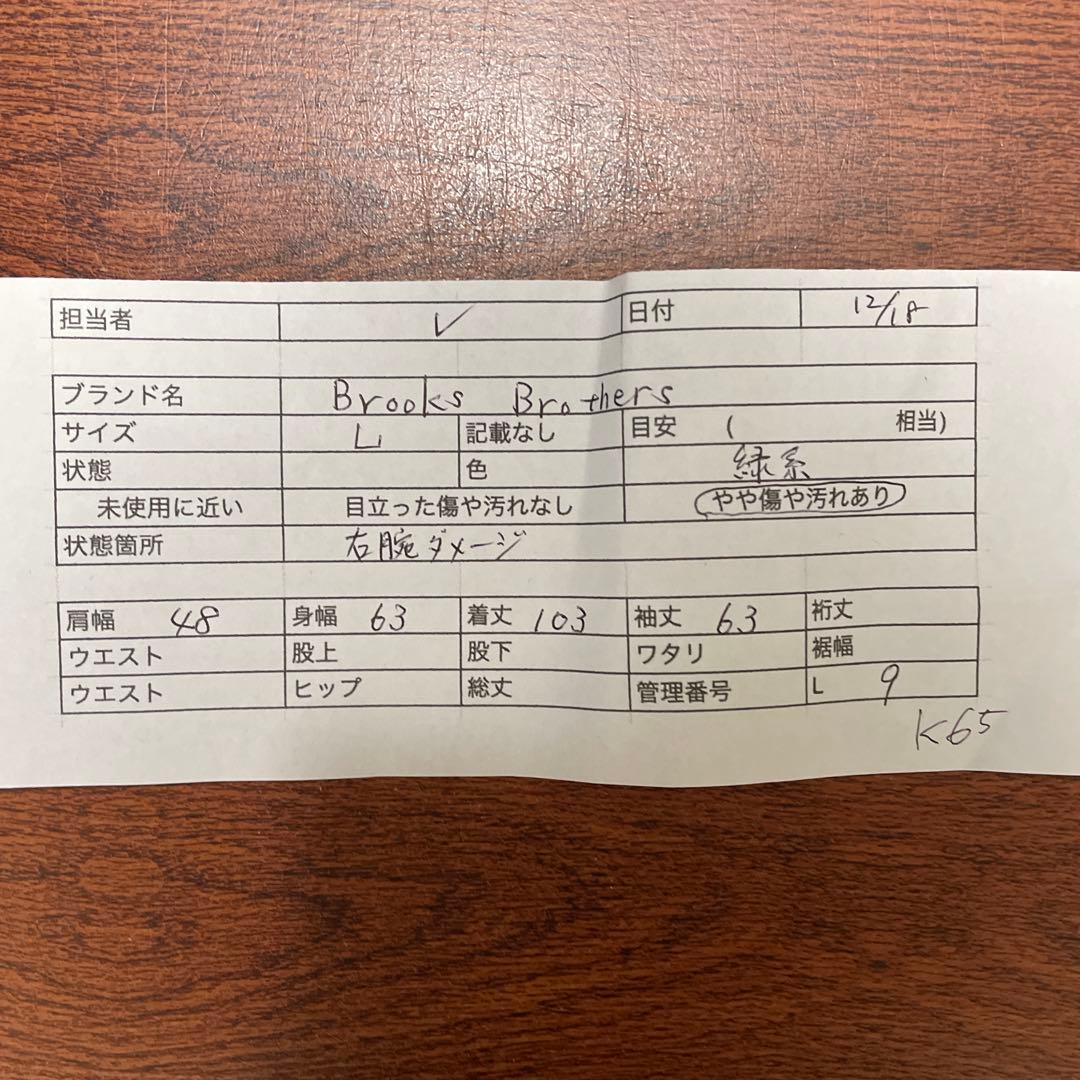 担当者 ✓ 日付 12/18
ブランド名 Brooks Brothers
サイズ L 記載なし 目安 ( 相当)
状態 色 緑系
未使用に近い 目立った傷や汚れなし やや傷や汚れあり
状態箇所 右腕ダメージ
肩幅 48 身幅 63 着丈 103 袖丈 63 裄丈
ウエスト 股上 股下 ワタリ 裾幅
ウエスト ヒップ 総丈 管理番号 L 9
K65